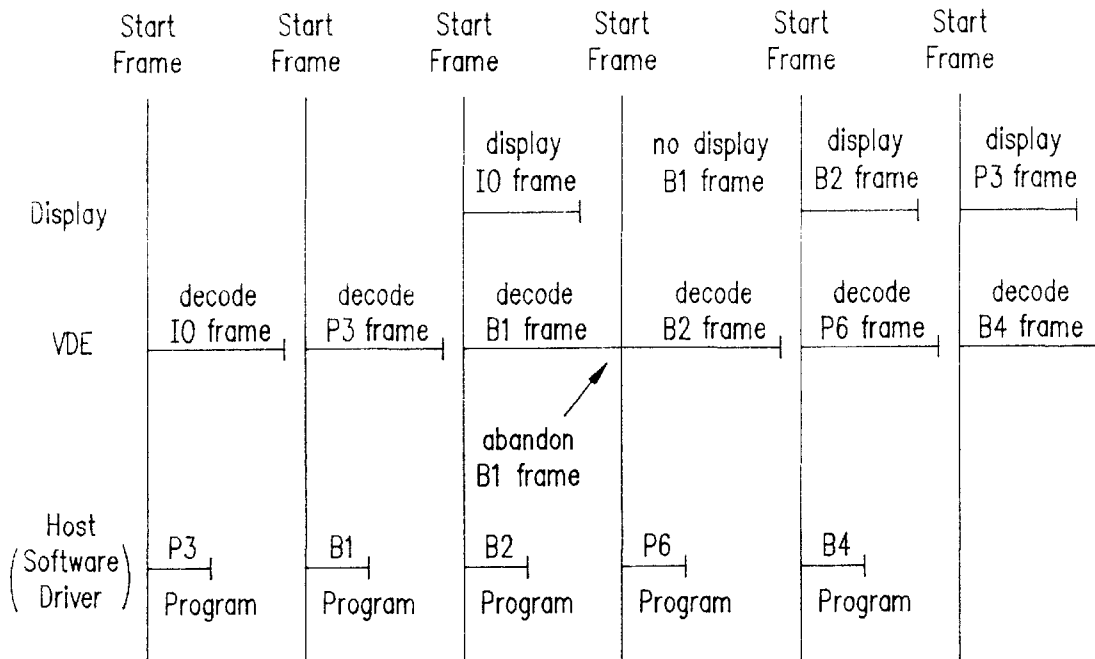 Start Frame
Start Frame
Start Frame
Start Frame
Start Frame
Start Frame
Display
display IO frame
no display B1 frame
display B2 frame
display P3 frame
VDE
decode IO frame
decode P3 frame
decode B1 frame
decode B2 frame
decode P6 frame
decode B4 frame
abandon B1 frame
Host (Software Driver)
P3 Program
B1 Program
B2 Program
P6 Program
B4 Program